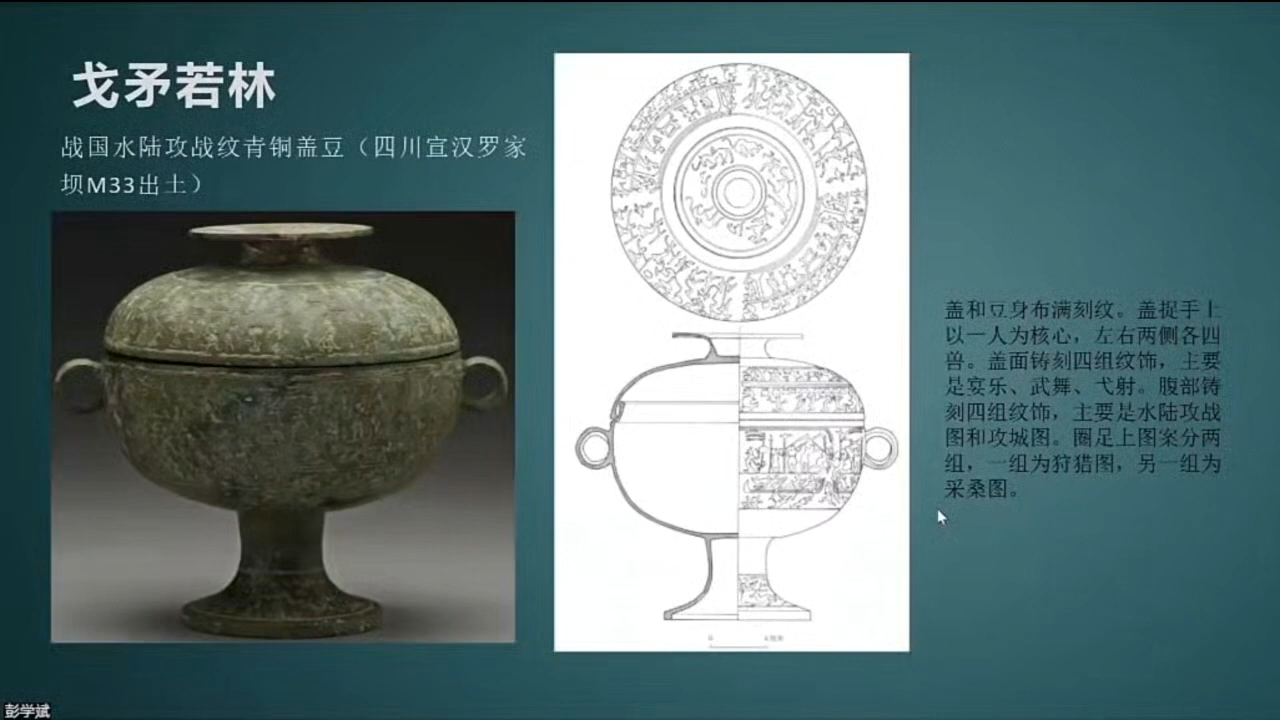 戈矛若林
战国水陆攻战纹青铜盖豆（四川宣汉罗家
坝M33出土）
盖和豆身布满刻纹。盖捉手上
以一人为核心，左右两侧各四
兽。盖面铸刻四组纹饰，主要
是宴乐、武舞、弋射。腹部铸
刻四组纹饰，主要是水陆攻战
图和攻城图。圈足上图案分两
组，一组为狩猎图，另一组为
采桑图。
彭学斌